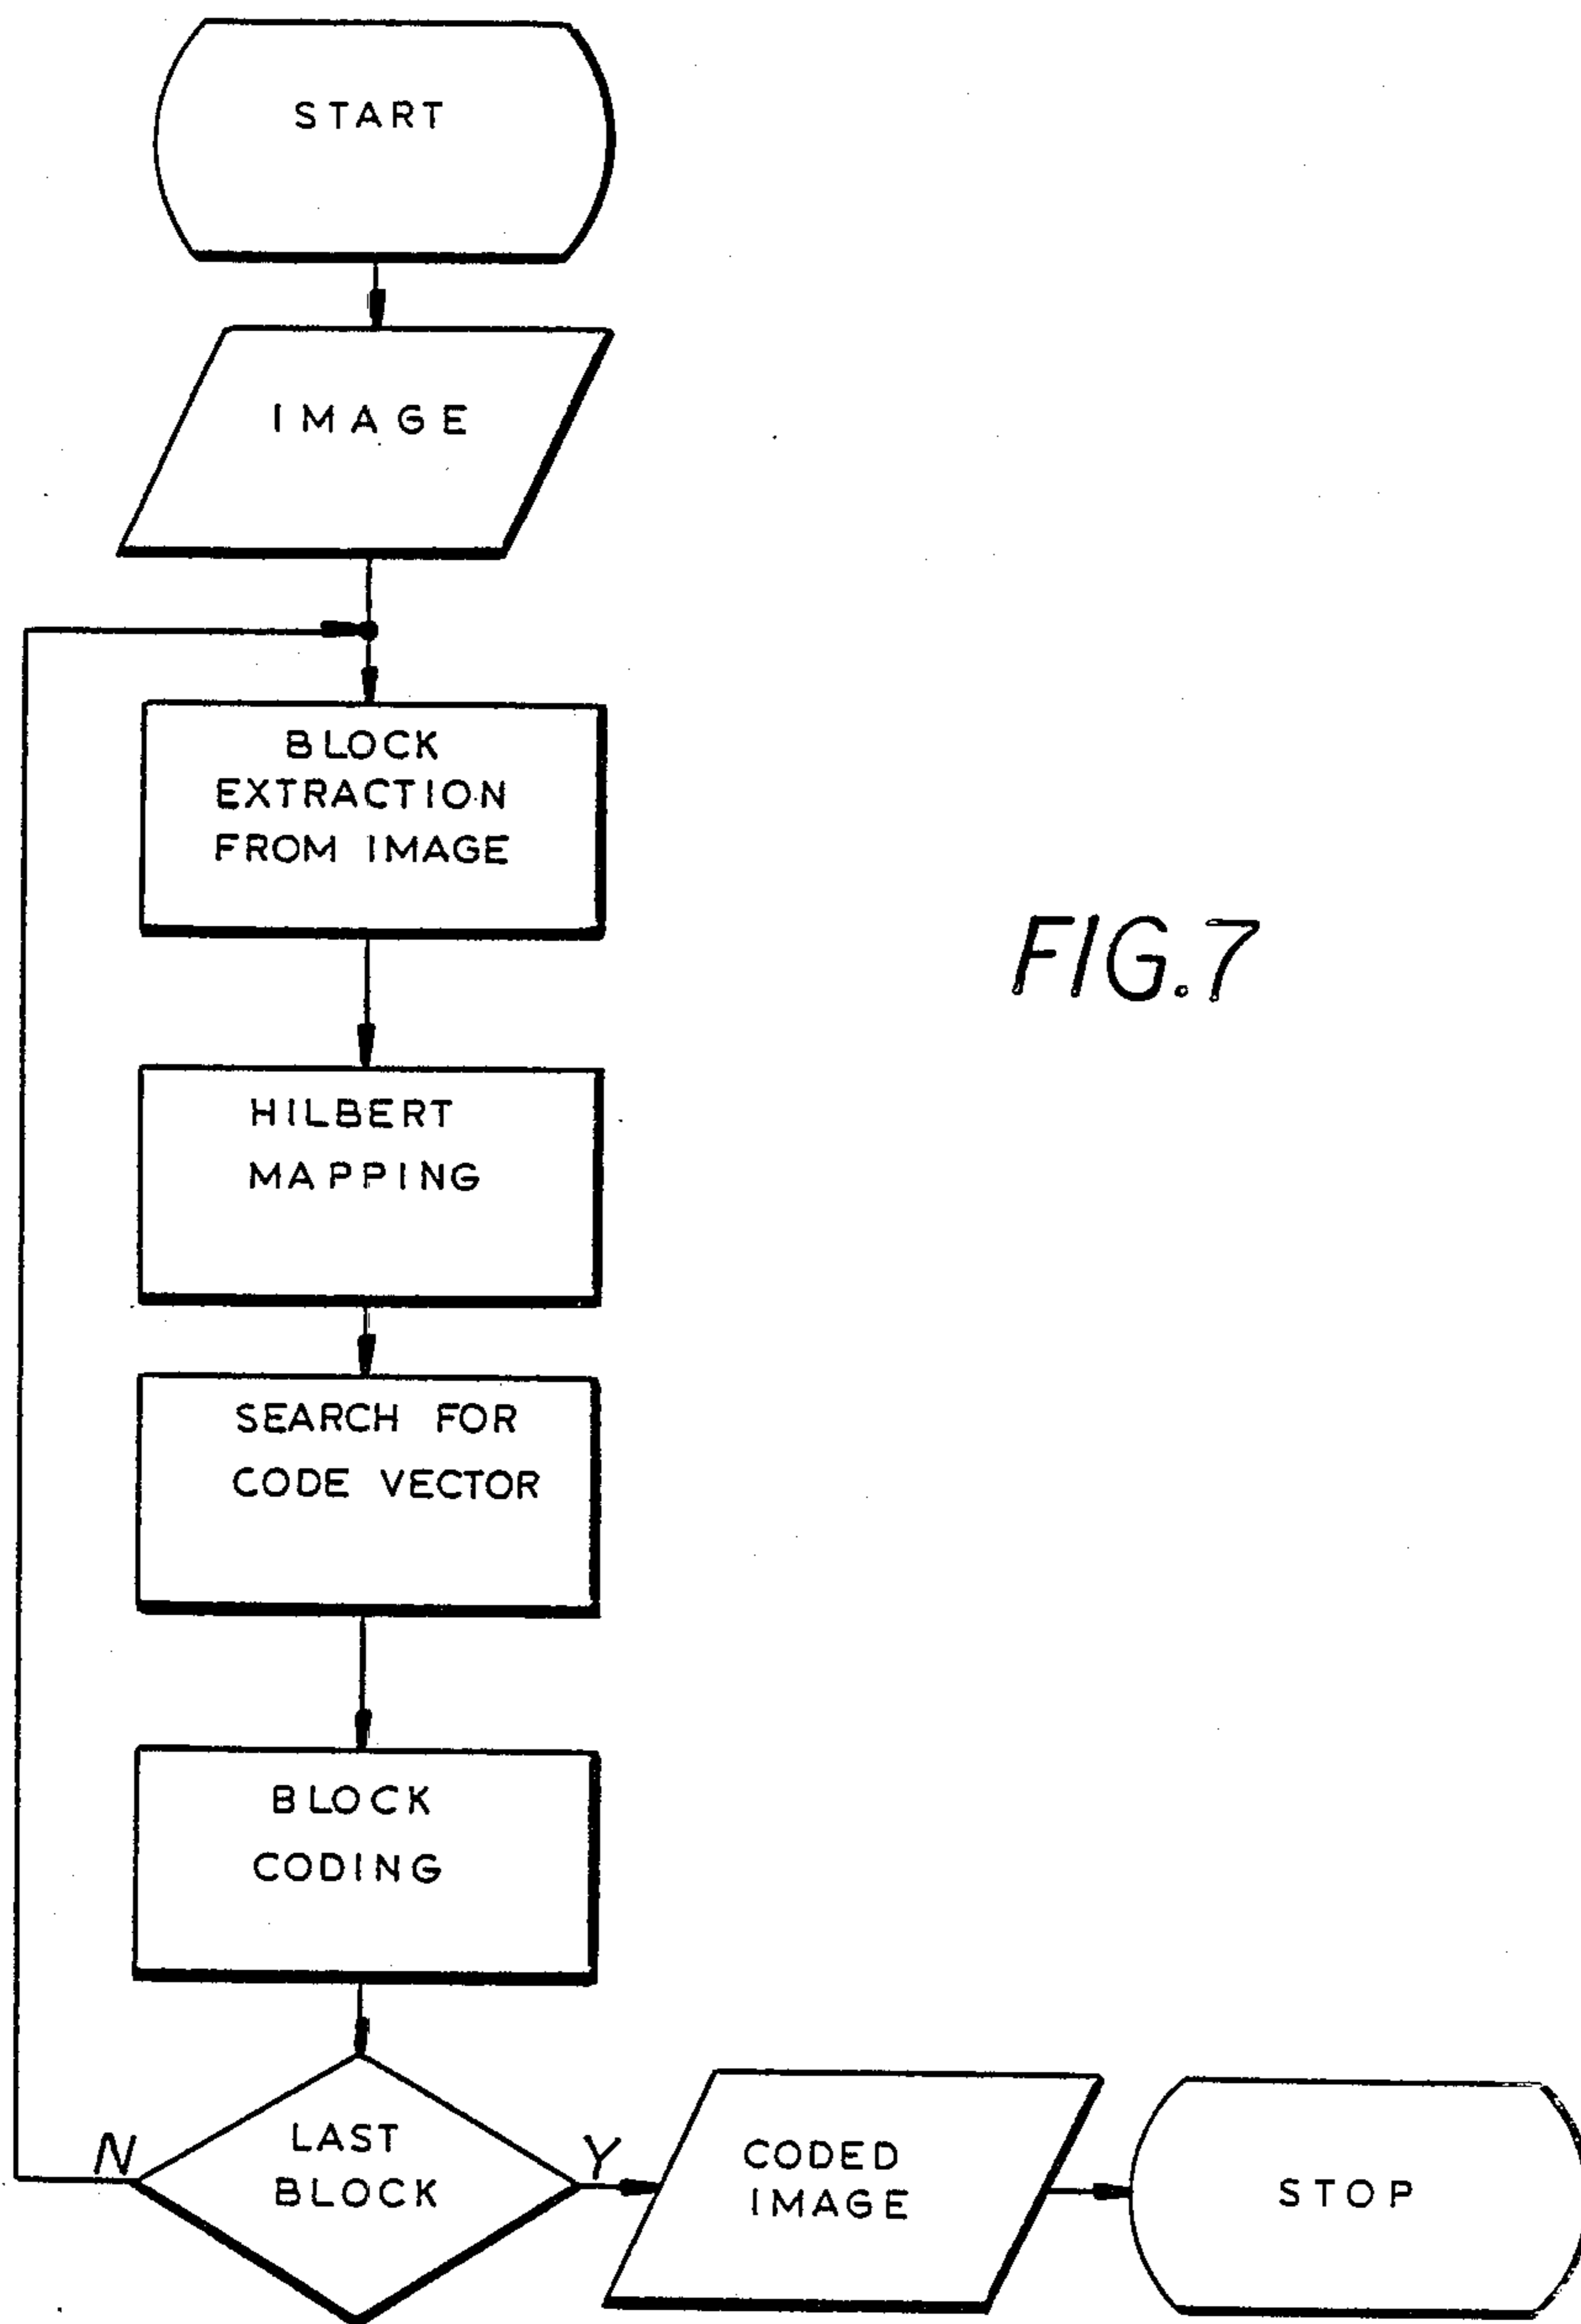 START
IMAGE
BLOCK
EXTRACTION
FROM IMAGE
FIG.7
HILBERT
MAPPING
SEARCH FOR
CODE VECTOR
BLOCK
CODING
N
LAST
BLOCK
Y
CODED
IMAGE
STOP